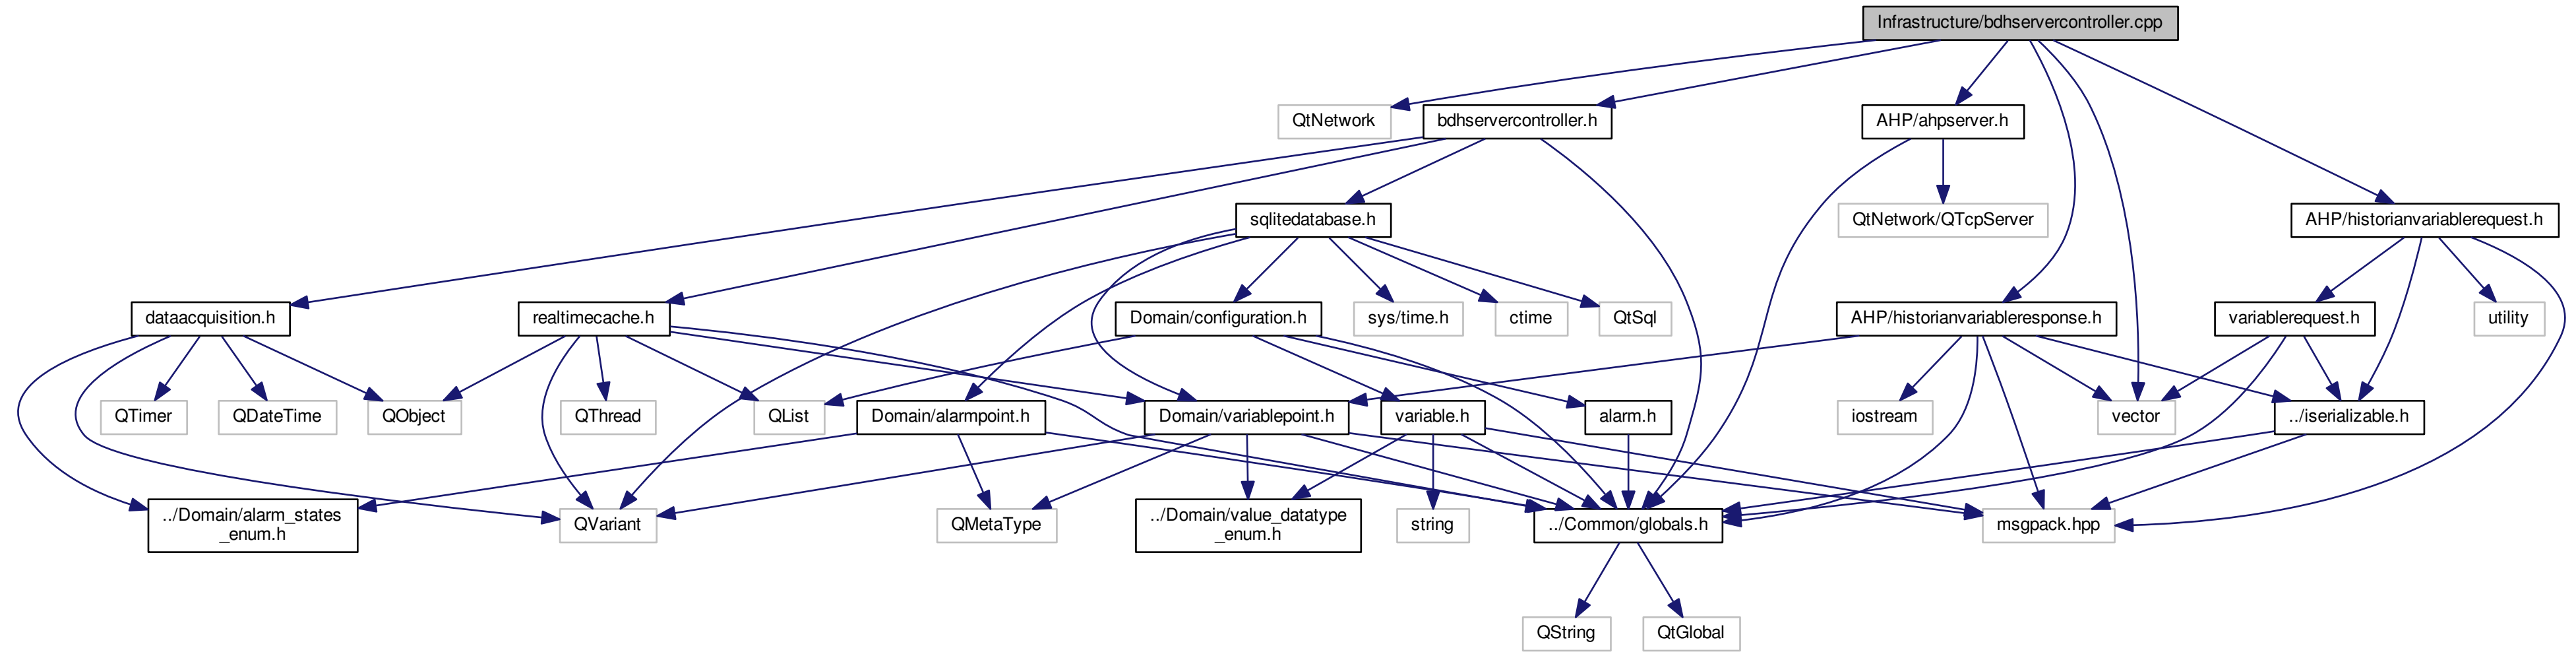 Infrastructure/bdhservercontroller.cpp
QtNetwork
bdhservercontroller.h
AHP/ahpserver.h
sqlitedatabase.h
QtNetwork/QTcpServer
AHP/historianvariablerequest.h
dataacquisition.h
realtimecache.h
Domain/configuration.h
sys/time.h
ctime
QtSql
AHP/historianvariableresponse.h
variablerequest.h
utility
QTimer
QDateTime
QObject
QThread
QList
Domain/alarmpoint.h
Domain/variablepoint.h
variable.h
alarm.h
iostream
vector
../iserializable.h
../Domain/alarm_states
_enum.h
QVariant
QMetaType
../Domain/value_datatype
_enum.h
string
../Common/globals.h
msgpack.hpp
QString
QtGlobal